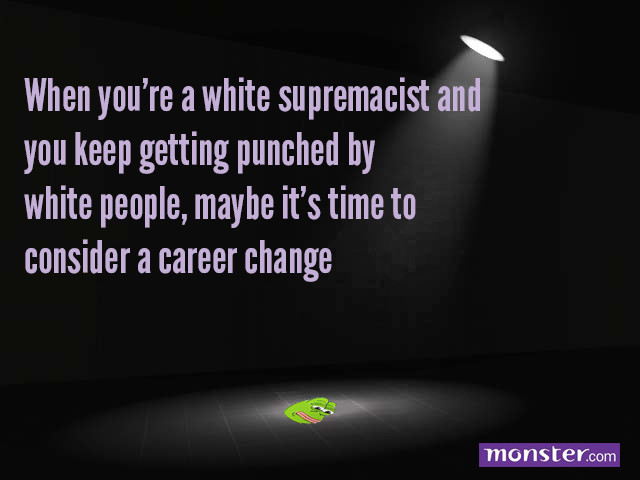 When you’re a white supremacist and
you keep getting punched by
white people, maybe it’s time to
consider a career change
monster.com